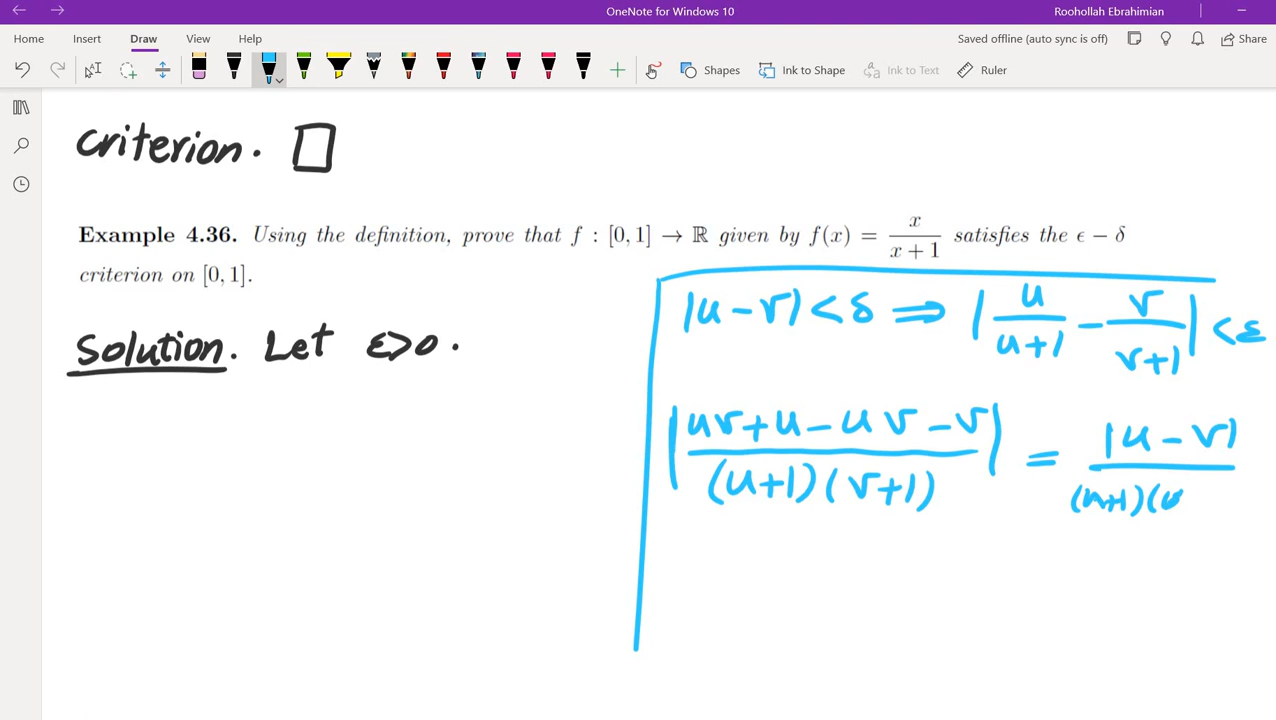 OneNote for Windows 10
Roohollah Ebrahimian
Home Insert Draw View Help
Saved offline (auto sync is off)
Share
Shapes
Ink to Shape
Ink to Text
Ruler
criterion. □
Example 4.36. Using the definition, prove that f : [0, 1] → ℝ given by f(x) = x/(x + 1) satisfies the ϵ − δ
criterion on [0, 1].
Solution. Let ε>0.
|u-v|<δ ⇒ |u/(u+1) - v/(v+1)| <ε
|(uv+u-uv-v)/((u+1)(v+1))| = |u-v|/((u+1)(v